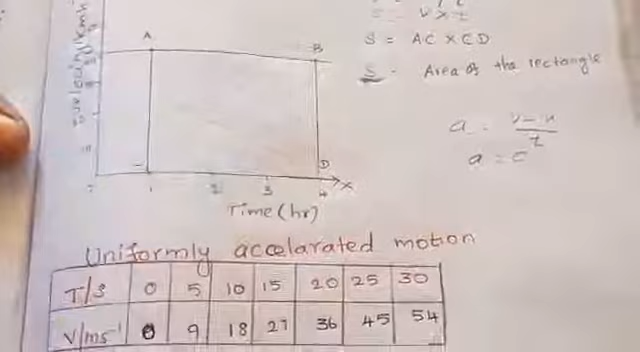 v x t
S = AC X CD
S = Area of the rectangle
a = v-u
t
a = 0
A
B
D
1 2 3 4 X
Time (hr)
Uniformly accelarated motion
T/s 0 5 10 15 20 25 30
V/ms⁻¹ 0 9 18 27 36 45 54